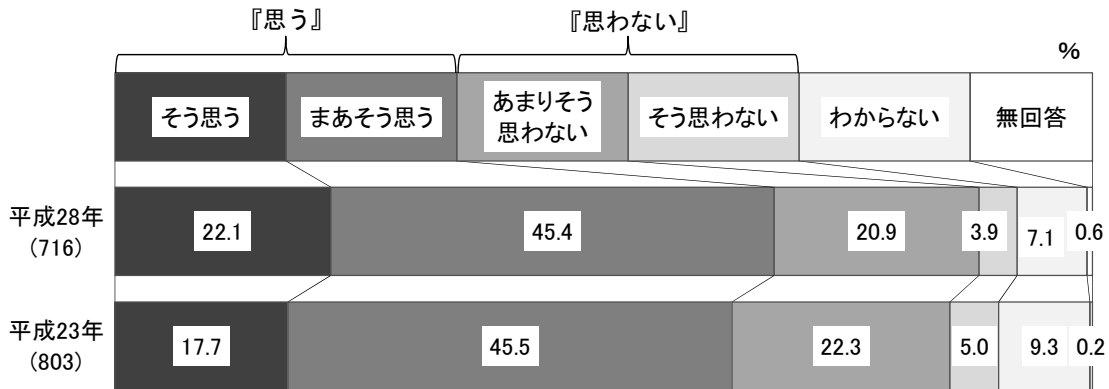 『思う』 『思わない』
%
そう思う まあそう思う あまりそう思わない そう思わない わからない 無回答
平成28年
(716)
22.1 45.4 20.9 3.9 7.1 0.6
平成23年
(803)
17.7 45.5 22.3 5.0 9.3 0.2